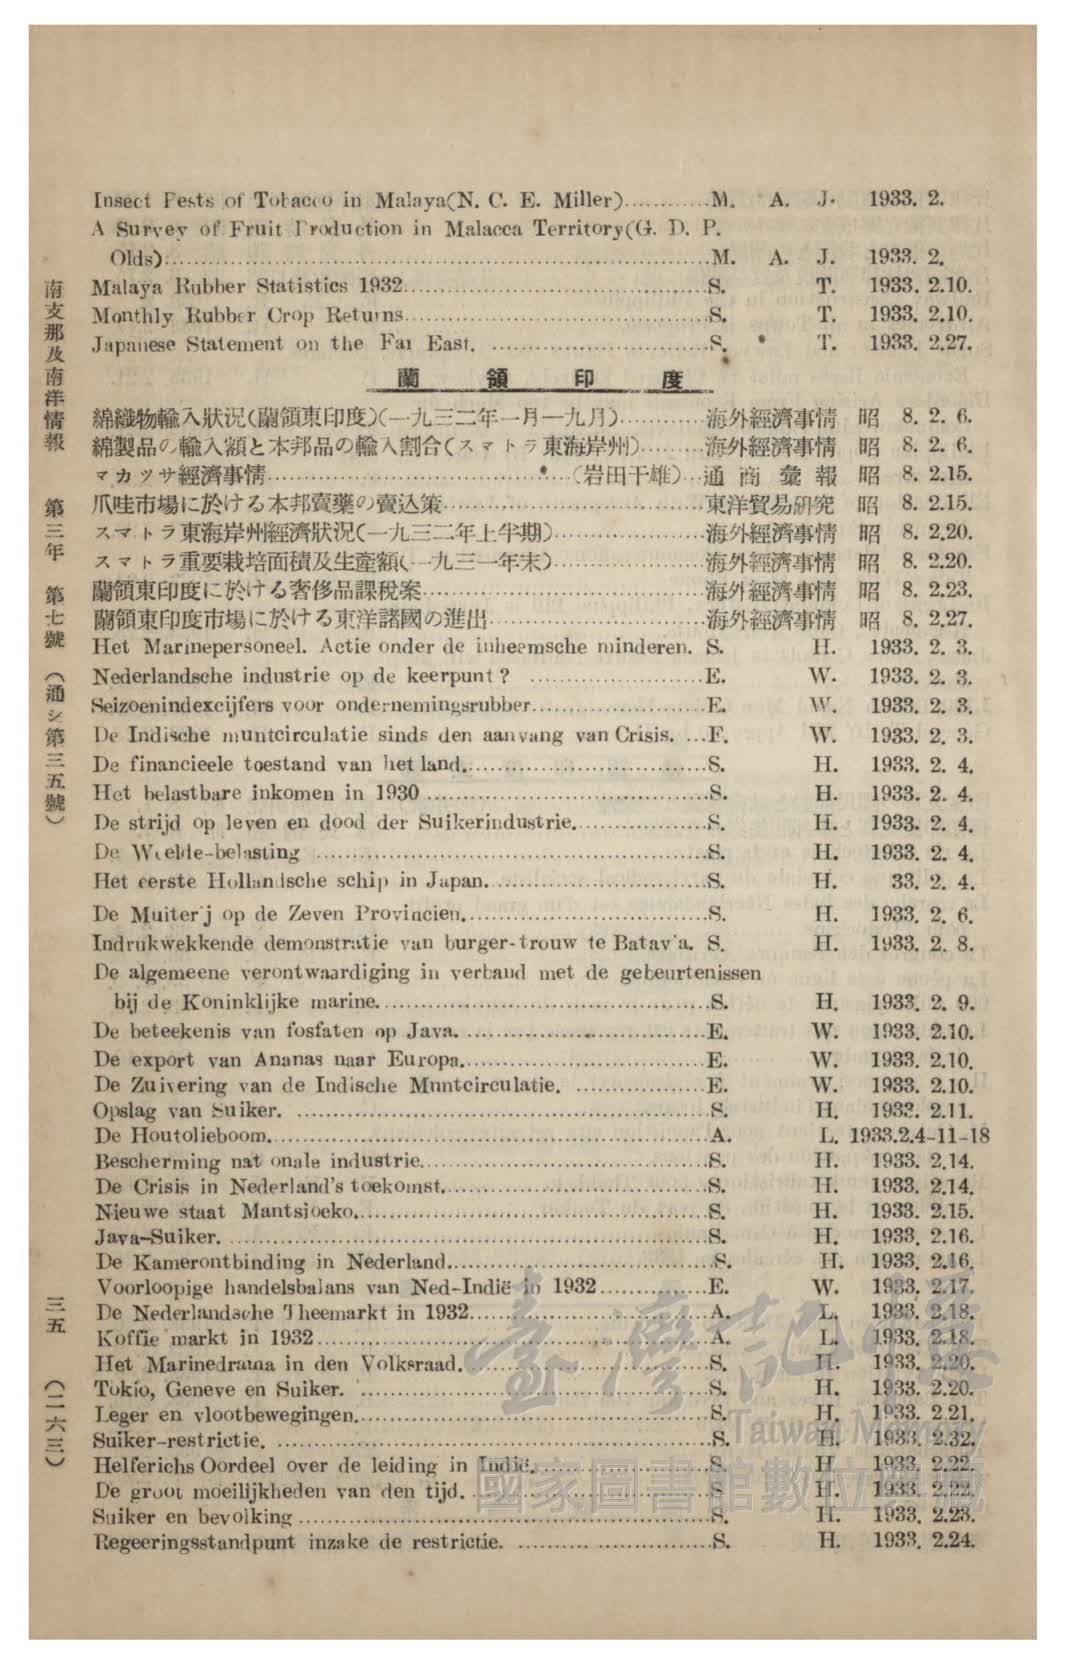 Insect Pests of Tobacco in Malaya(N. C. E. Miller)............M. A. J. 1933. 2.
A Survey of Fruit Production in Malacca Territory(G. D. P.
Olds)..............................M. A. J. 1933. 2.
Malaya Rubber Statistics 1932..............................S. T. 1933. 2.10.
Monthly Rubber Crop Returns..............................S. T. 1933. 2.10.
Japanese Statement on the Far East. ..............................S. T. 1933. 2.27.
蘭領印度
綿織物輸入狀況(蘭領東印度)(一九三二年一月一九月)............海外經濟事情 昭 8. 2. 6.
綿製品の輸入額と本邦品の輸入割合(スマトラ東海岸州).........海外經濟事情 昭 8. 2. 6.
マカツサ經濟事情..............................(岩田干雄)...通商彙報 昭 8. 2.15.
爪哇市場に於ける本邦賣藥の賣込策..............................東洋貿易硏究 昭 8. 2.15.
スマトラ東海岸州經濟狀況(一九三二年上半期)..................海外經濟事情 昭 8. 2.20.
スマトラ重要栽培面積及生產額(一九三一年末)..................海外經濟事情 昭 8. 2.20.
蘭領東印度に於ける奢侈品課稅案..............................海外經濟事情 昭 8. 2.23.
蘭領東印度市場に於ける東洋諸國の進出..............................海外經濟事情 昭 8. 2.27.
Het Marinepersoneel. Actie onder de inheemsche minderen. S. H. 1933. 2. 3.
Nederlandsche industrie op de keerpunt? .....................E. W. 1933. 2. 3.
Seizoenindexcijfers voor ondernemingsrubber.....................E. W. 1933. 2. 3.
De Indische muntcirculatie sinds den aanvang van Crisis. ...E. W. 1933. 2. 3.
De financieele toestand van het land..............................S. H. 1933. 2. 4.
Het belastbare inkomen in 1930 ..............................S. H. 1933. 2. 4.
De strijd op leven en dood der Suikerindustrie..................S. H. 1933. 2. 4.
De Weelde-belasting ..............................S. H. 1933. 2. 4.
Het eerste Hollandsche schip in Japan..............................S. H. 33. 2. 4.
De Muiterij op de Zeven Provincien..............................S. H. 1933. 2. 6.
Indrukwekkende demonstratie van burger-trouw te Batavia. S. H. 1933. 2. 8.
De algemeene verontwaardiging in verband met de gebeurtenissen
bij de Koninklijke marine..............................S. H. 1933. 2. 9.
De beteekenis van fosfaten op Java. ..............................E. W. 1933. 2.10.
De export van Ananas naar Europa..............................E. W. 1933. 2.10.
De Zuivering van de Indische Muntcirculatie. ..................E. W. 1933. 2.10.
Opslag van Suiker. ..............................S. H. 1933. 2.11.
De Houtolieboom..............................A. L. 1933.2.4-11-18
Bescherming nationale industrie..............................S. H. 1933. 2.14.
De Crisis in Nederland's toekomst..............................S. H. 1933. 2.14.
Nieuwe staat Mantsjoeko..............................S. H. 1933. 2.15.
Java-Suiker. ..............................S. H. 1933. 2.16.
De Kamerontbinding in Nederland..............................S. H. 1933. 2.16.
Voorloopige handelsbalans van Ned-Indië in 1932...............E. W. 1933. 2.17.
De Nederlandsche Theemarkt in 1932..............................A. L. 1933. 2.18.
Koffie markt in 1932..............................A. L. 1933. 2.18.
Het Marinedrama in den Volksraad..............................S. H. 1933. 2.20.
Tokio, Geneve en Suiker. ..............................S. H. 1933. 2.20.
Leger en vlootbewegingen..............................S. H. 1933. 2 21.
Suiker-restrictie. ..............................S. H. 1933. 2.32.
Helferichs Oordeel over de leiding in Indië.....................S. H. 1933. 2.22.
De groot moeilijkheden van den tijd. ..............................S H. 1933. 2.22.
Suiker en bevolking ..............................S. H. 1933. 2.23.
Regeeringsstandpunt inzake de restrictie. .....................S. H. 1933. 2.24.
南支那及南洋情報 第三年 第七號 (通シ第三五號)
三五 (二六三)
臺灣記憶
Taiwan Memory
國家圖書館數位典藏